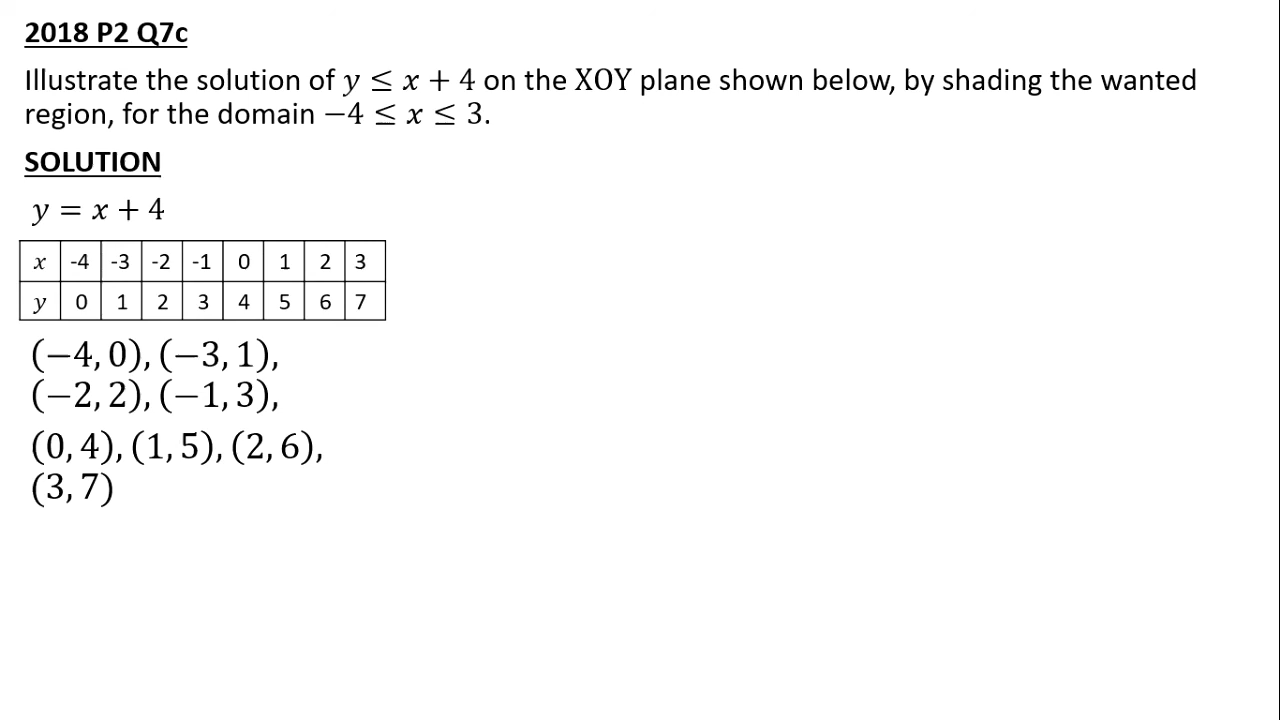 2018 P2 Q7c
Illustrate the solution of y ≤ x + 4 on the XOY plane shown below, by shading the wanted
region, for the domain −4 ≤ x ≤ 3.
SOLUTION
y = x + 4
x -4 -3 -2 -1 0 1 2 3
y 0 1 2 3 4 5 6 7
(−4, 0), (−3, 1),
(−2, 2), (−1, 3),
(0, 4), (1, 5), (2, 6),
(3, 7)